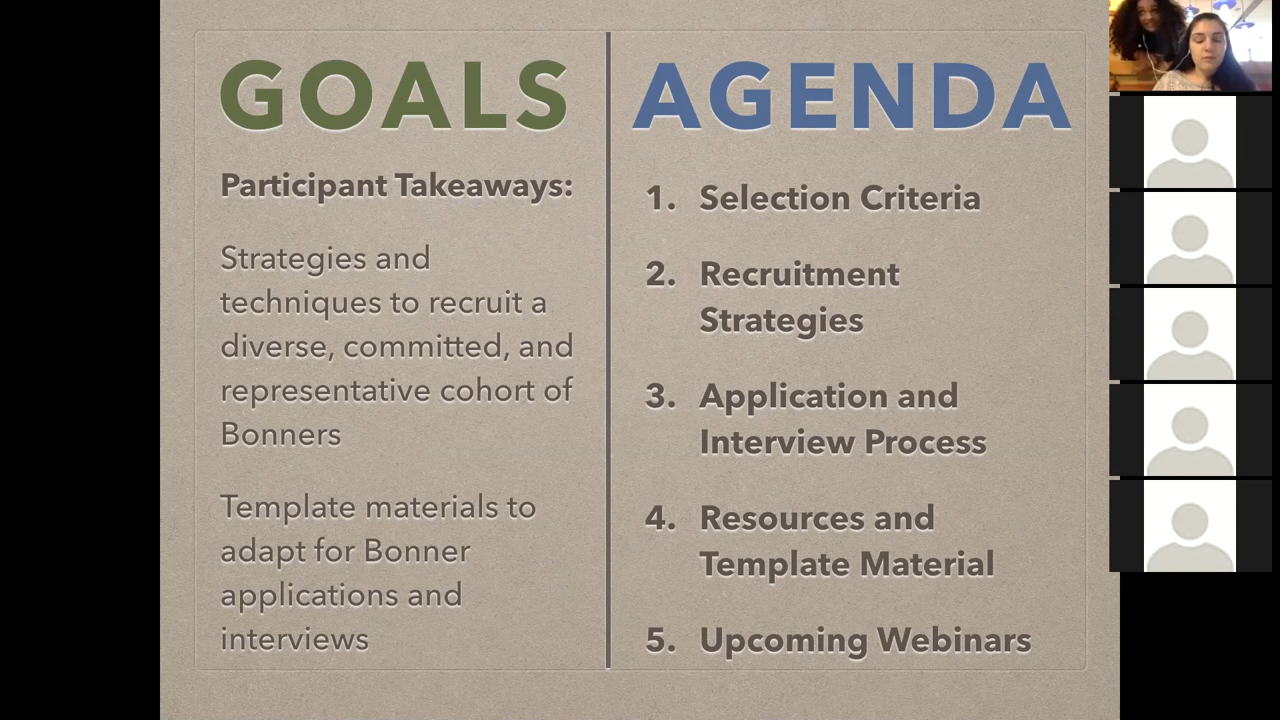 GOALS
Participant Takeaways:
Strategies and
techniques to recruit a
diverse, committed, and
representative cohort of
Bonners
Template materials to
adapt for Bonner
applications and
interviews
AGENDA
1. Selection Criteria
2. Recruitment
Strategies
3. Application and
Interview Process
4. Resources and
Template Material
5. Upcoming Webinars